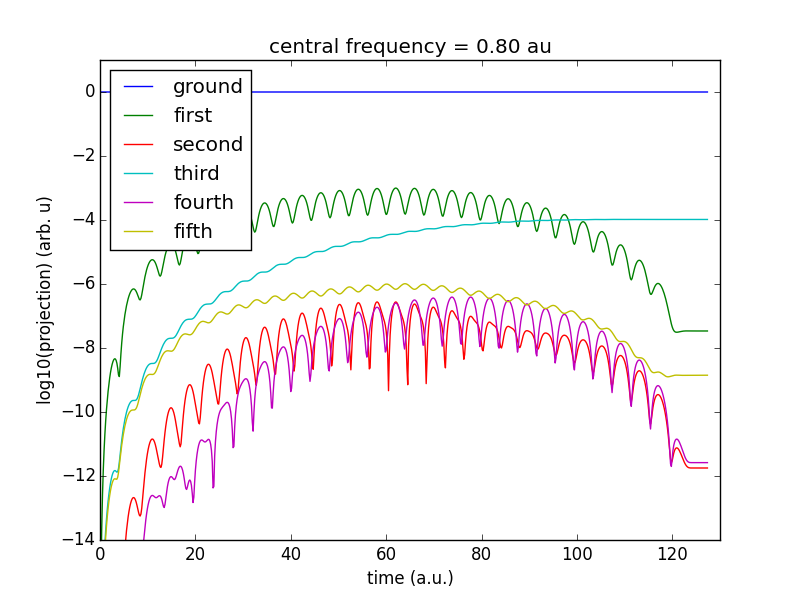 central frequency = 0.80 au
ground
first
second
third
fourth
fifth
log10(projection) (arb. u)
0
−2
−4
−6
−8
−10
−12
−14
0 20 40 60 80 100 120
time (a.u.)